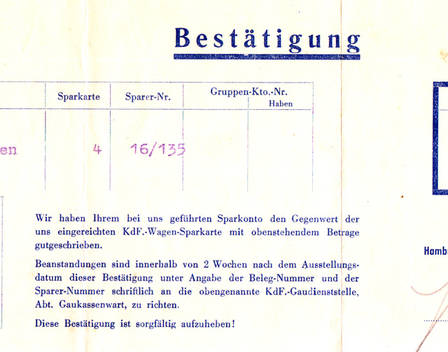 Bestätigung
Sparkarte Sparer-Nr. Gruppen-Kto.-Nr.
Haben
en 4 16/135
Wir haben Ihrem bei uns geführten Sparkonto den Gegenwert der
uns eingereichten KdF.-Wagen-Sparkarte mit obenstehendem Betrage
gutgeschrieben.
Beanstandungen sind innerhalb von 2 Wochen nach dem Ausstellungs-
datum dieser Bestätigung unter Angabe der Beleg-Nummer und der
Sparer-Nummer schriftlich an die obengenannte KdF.-Gaudienststelle,
Abt. Gaukassenwart, zu richten.
Diese Bestätigung ist sorgfältig aufzuheben!
Hamb